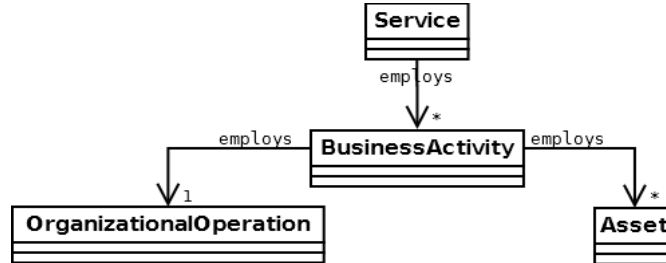 Service
employs
*
employs
BusinessActivity
employs
1
*
OrganizationalOperation
Asset